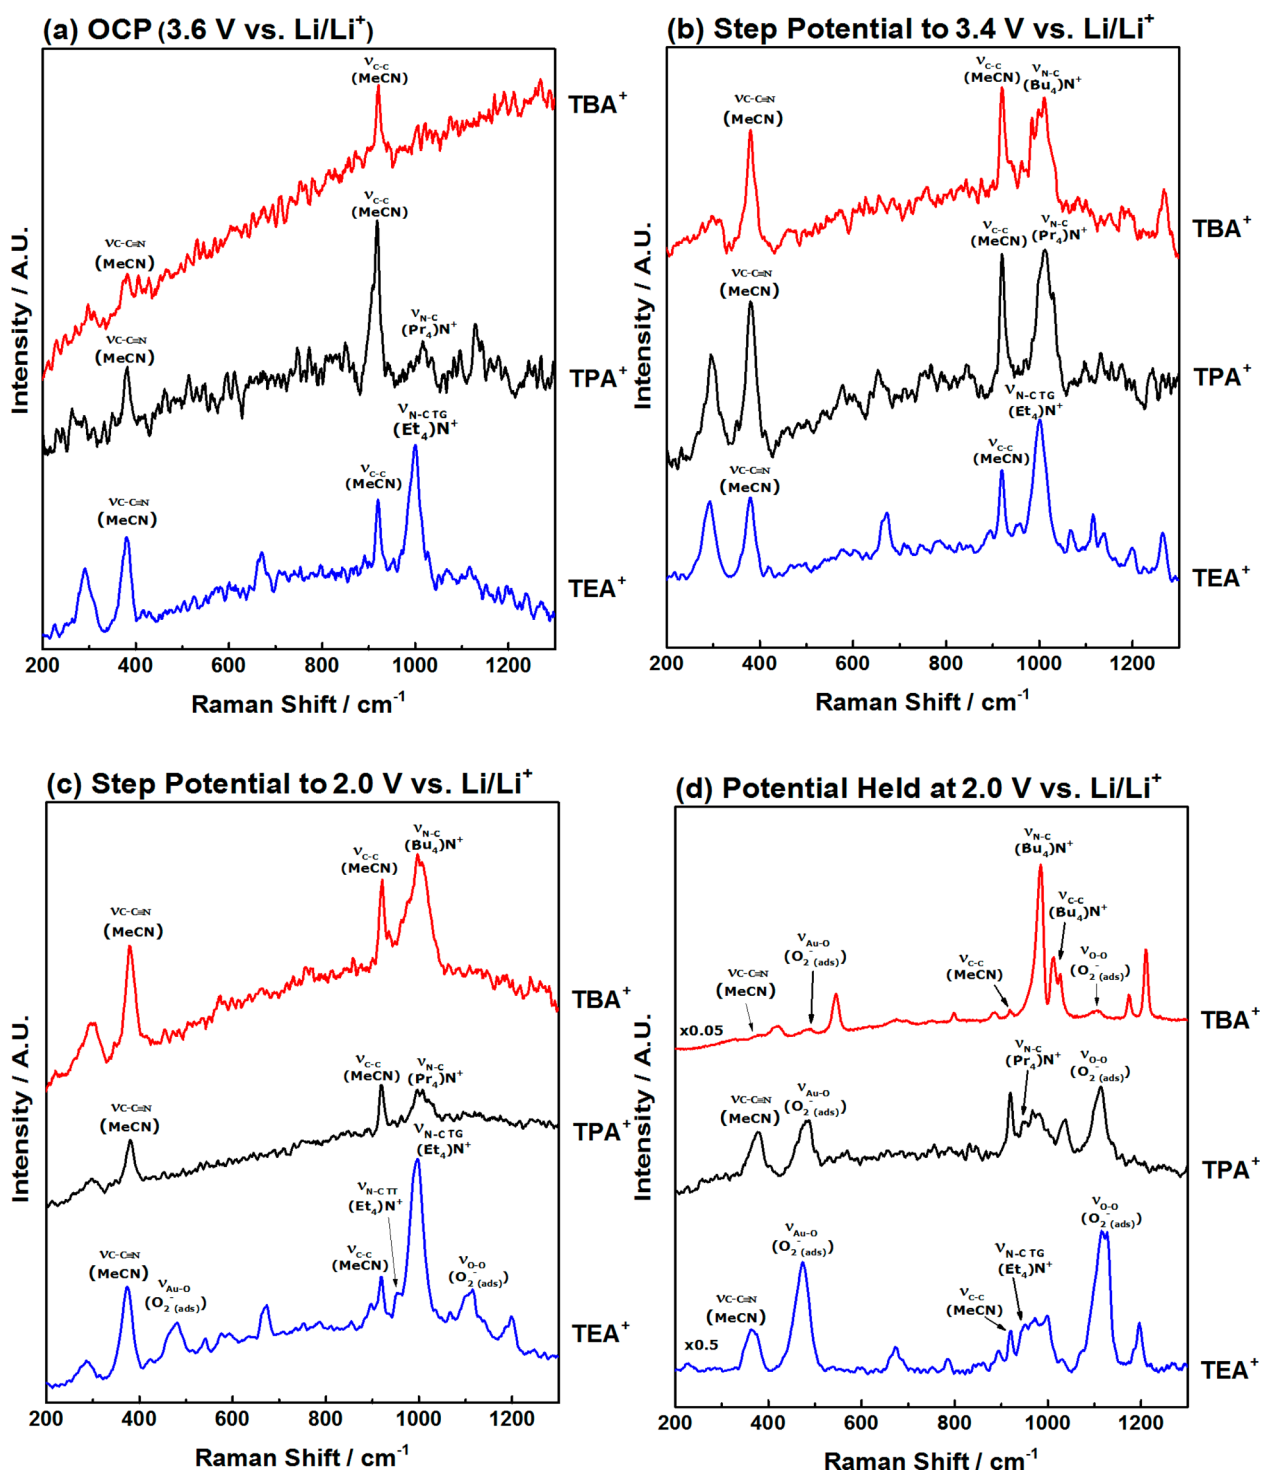 (a) OCP (3.6 V vs. Li/Li⁺)
νC-C
(MeCN)
TBA⁺
νC-C
(MeCN)
νC-C≡N
(MeCN)
νN-C
(Pr₄)N⁺
νC-C≡N
(MeCN)
TPA⁺
νN-C TG
(Et₄)N⁺
νC-C
(MeCN)
νC-C≡N
(MeCN)
TEA⁺
Intensity / A.U.
200 400 600 800 1000 1200
Raman Shift / cm⁻¹
(b) Step Potential to 3.4 V vs. Li/Li⁺
νC-C
(MeCN)
νN-C
(Bu₄)N⁺
νC-C≡N
(MeCN)
TBA⁺
νC-C
(MeCN)
νN-C
(Pr₄)N⁺
νC-C≡N
(MeCN)
TPA⁺
νN-C TG
(Et₄)N⁺
νC-C
(MeCN)
νC-C≡N
(MeCN)
TEA⁺
Intensity / A.U.
200 400 600 800 1000 1200
Raman Shift / cm⁻¹
(c) Step Potential to 2.0 V vs. Li/Li⁺
νN-C
(Bu₄)N⁺
νC-C
(MeCN)
νC-C≡N
(MeCN)
TBA⁺
νC-C
(MeCN)
νN-C
(Pr₄)N⁺
νC-C≡N
(MeCN)
TPA⁺
νN-C TG
(Et₄)N⁺
νN-C TT
(Et₄)N⁺
νC-C≡N
(MeCN)
νC-C
(MeCN)
νO-O
(O₂⁻ (ads))
νAu-O
(O₂⁻ (ads))
TEA⁺
Intensity / A.U.
200 400 600 800 1000 1200
Raman Shift / cm⁻¹
(d) Potential Held at 2.0 V vs. Li/Li⁺
νN-C
(Bu₄)N⁺
νC-C
(Bu₄)N⁺
νAu-O
(O₂⁻ (ads))
νC-C
(MeCN)
νO-O
(O₂⁻ (ads))
νC-C≡N
(MeCN)
x0.05
TBA⁺
νN-C
(Pr₄)N⁺
νO-O
(O₂⁻ (ads))
νAu-O
(O₂⁻ (ads))
νC-C≡N
(MeCN)
TPA⁺
νO-O
(O₂⁻ (ads))
νAu-O
(O₂⁻ (ads))
νN-C TG
(Et₄)N⁺
νC-C
(MeCN)
νC-C≡N
(MeCN)
x0.5
TEA⁺
Intensity / A.U.
200 400 600 800 1000 1200
Raman Shift / cm⁻¹